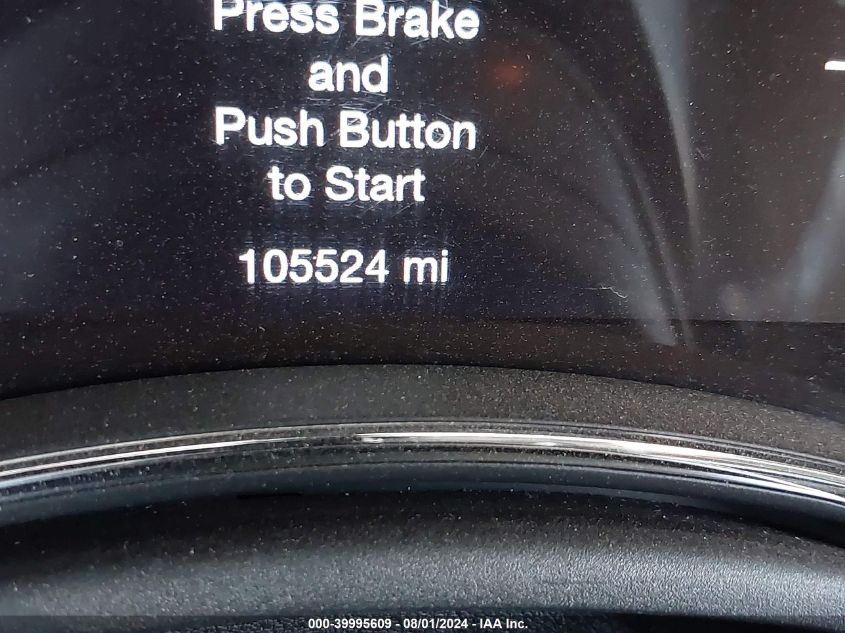 Press Brake
and
Push Button
to Start
105524 mi
000-39995609 - 08/01/2024 - IAA Inc.